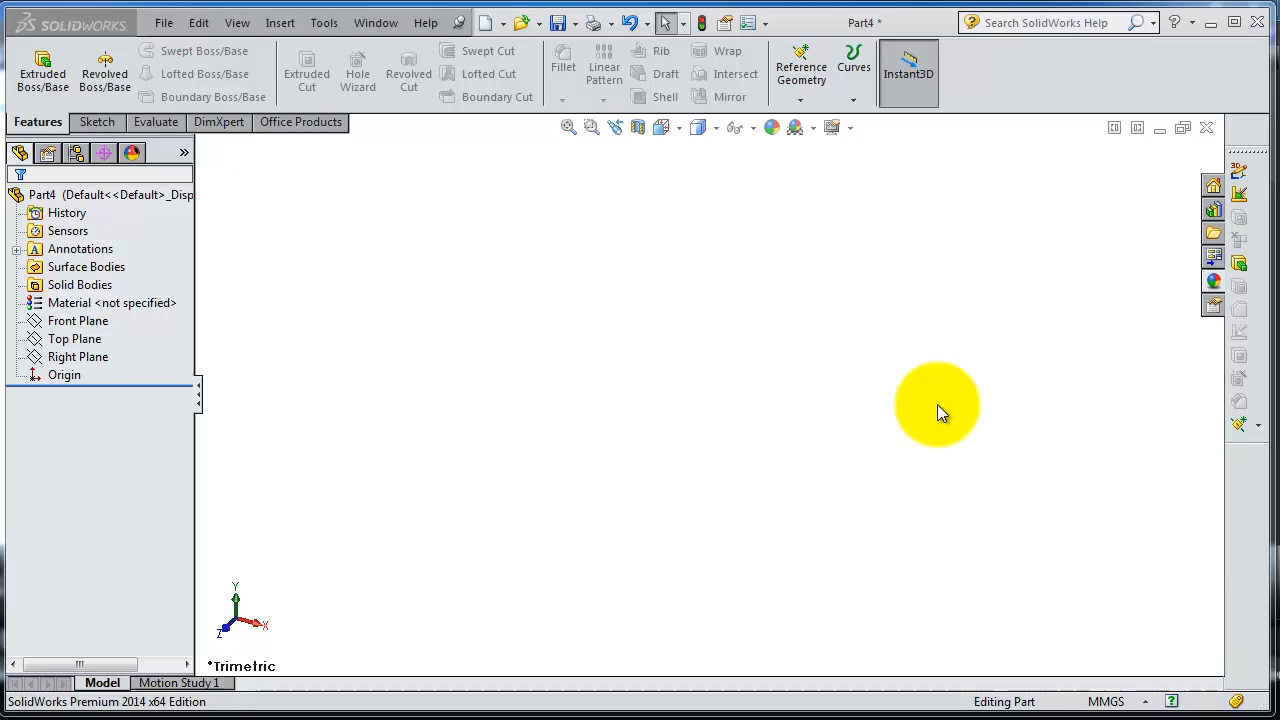 SOLIDWORKS File Edit View Insert Tools Window Help Part4 * Search SolidWorks Help
Extruded Boss/Base
Revolved Boss/Base
Swept Boss/Base
Lofted Boss/Base
Boundary Boss/Base
Extruded Cut
Hole Wizard
Revolved Cut
Swept Cut
Lofted Cut
Boundary Cut
Fillet
Linear Pattern
Rib
Draft
Shell
Wrap
Intersect
Mirror
Reference Geometry
Curves
Instant3D
Features Sketch Evaluate DimXpert Office Products
Part4 (Default<<Default>_Disp
History
Sensors
Annotations
Surface Bodies
Solid Bodies
Material <not specified>
Front Plane
Top Plane
Right Plane
Origin
Y
X
Z
*Trimetric
Model Motion Study 1
SolidWorks Premium 2014 x64 Edition Editing Part MMGS